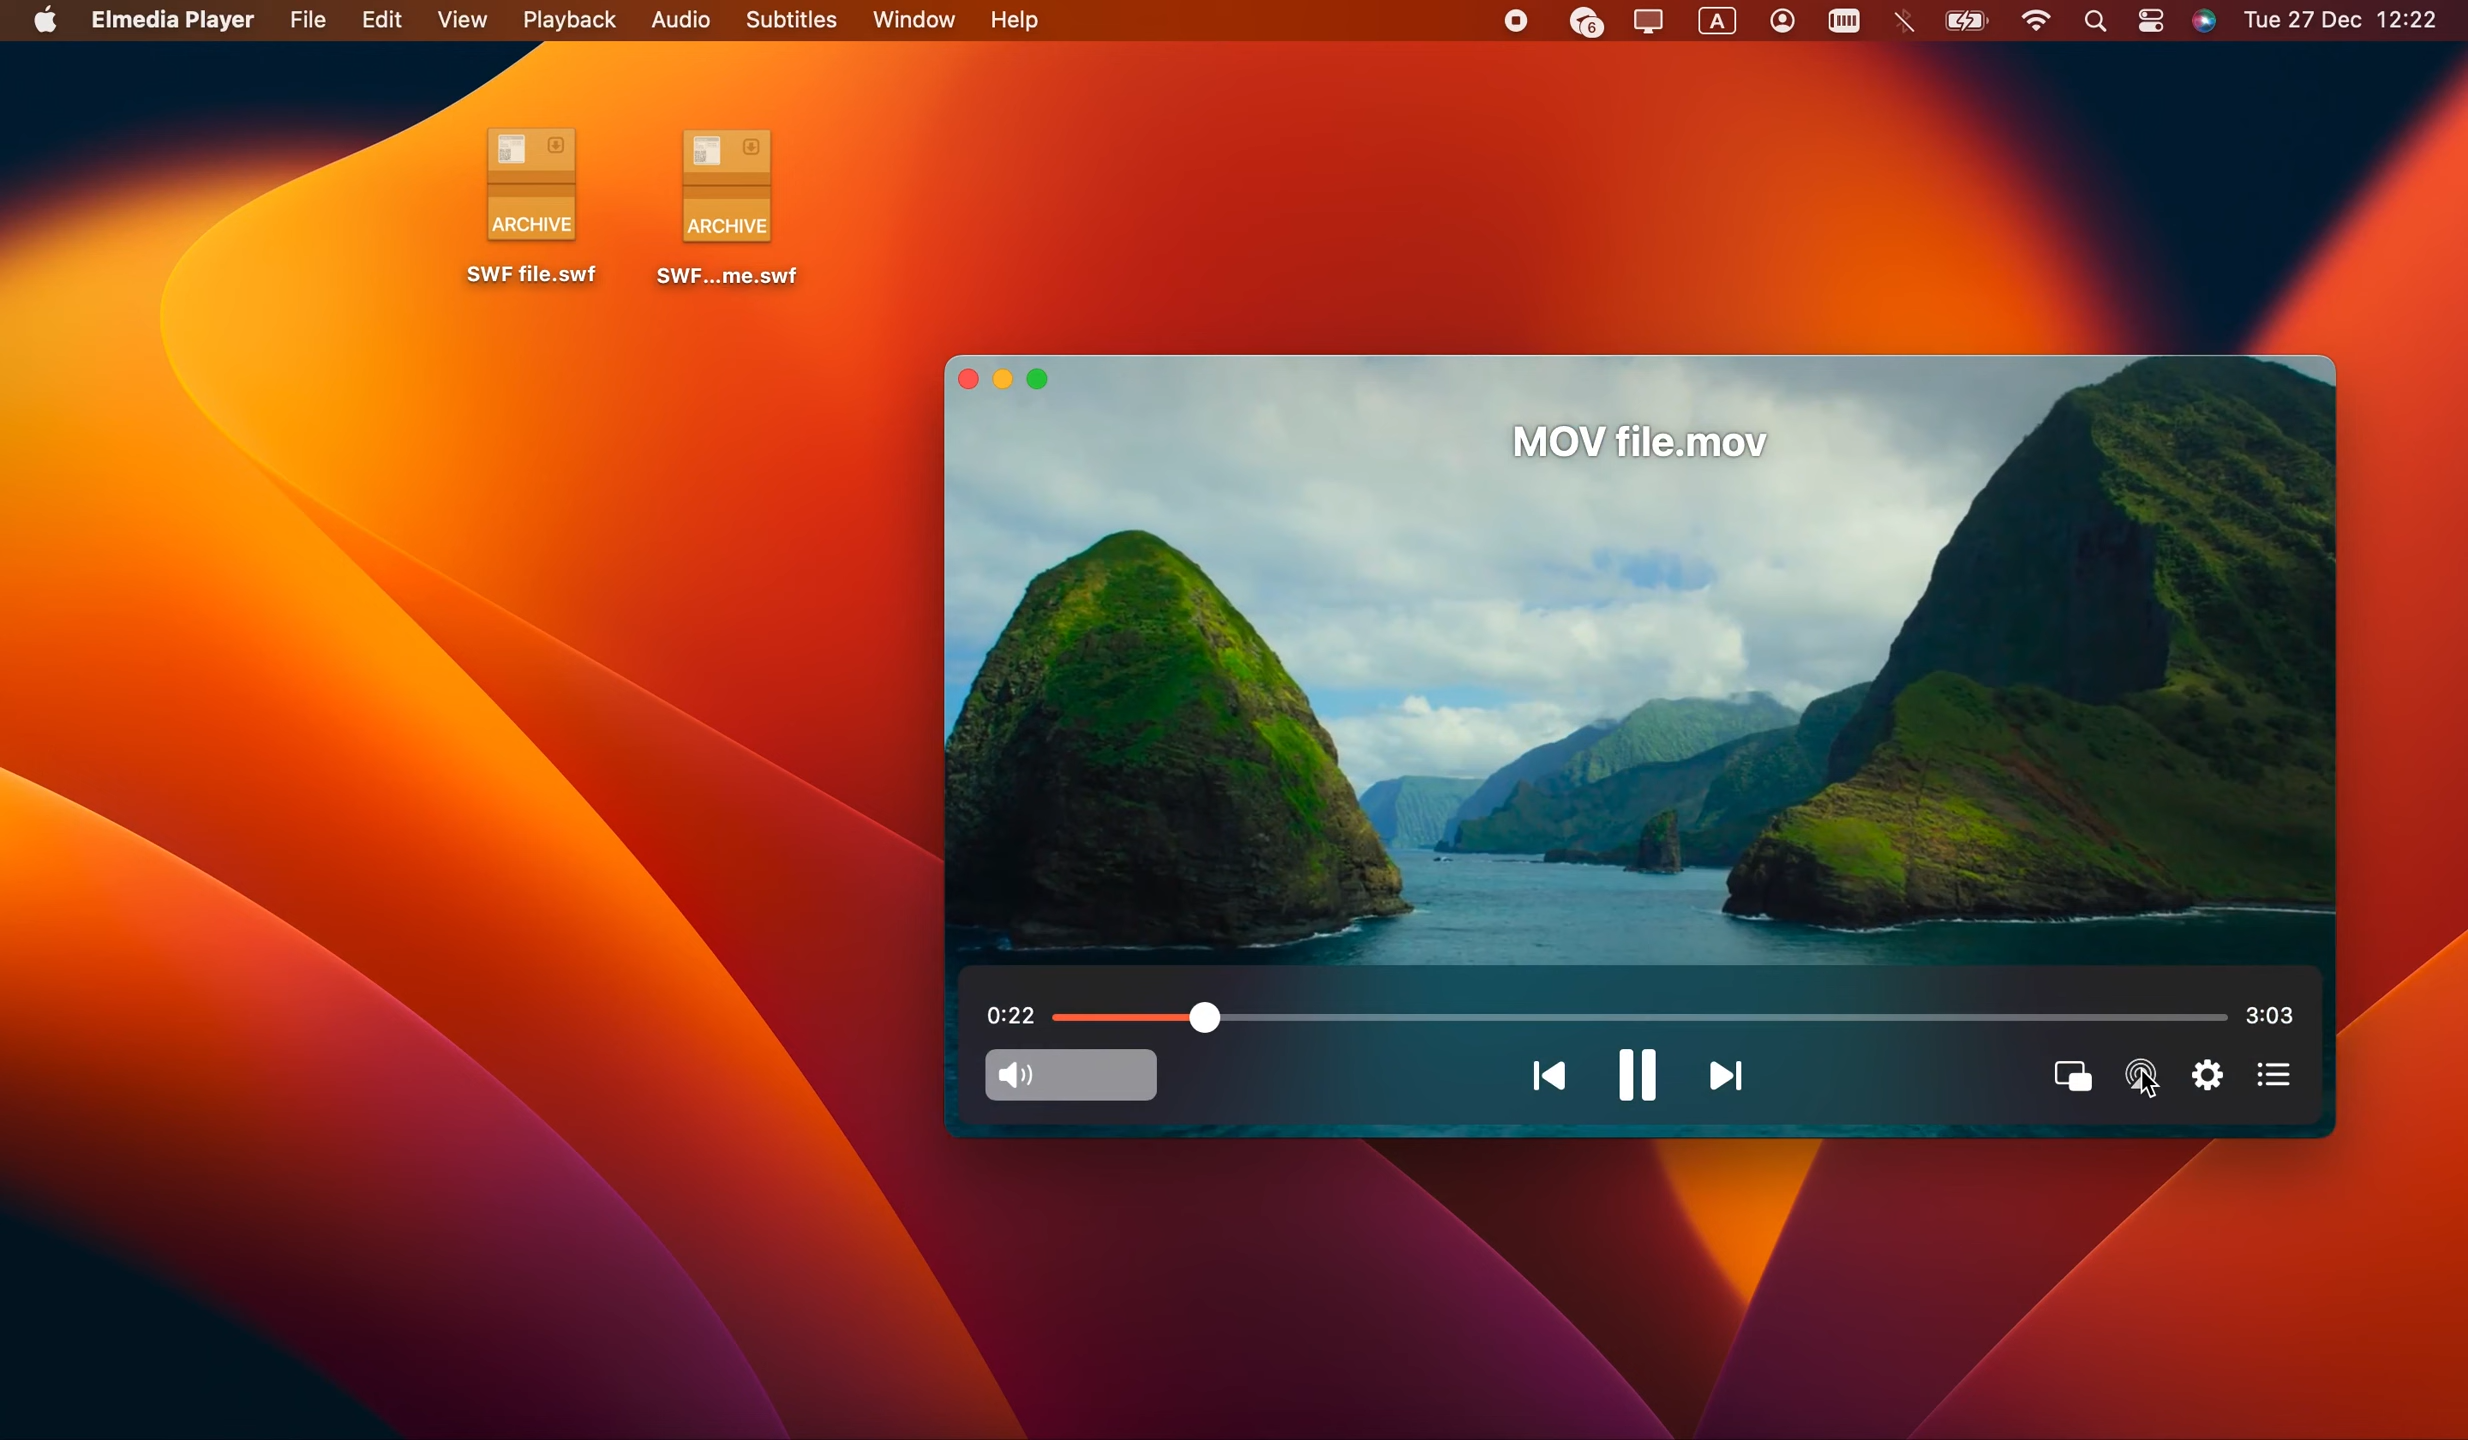 Elmedia Player File Edit View Playback Audio Subtitles Window Help 6 A Tue 27 Dec 12:22
ARCHIVE ARCHIVE
SWF file.swf SWF...me.swf
MOV file.mov
0:22 3:03